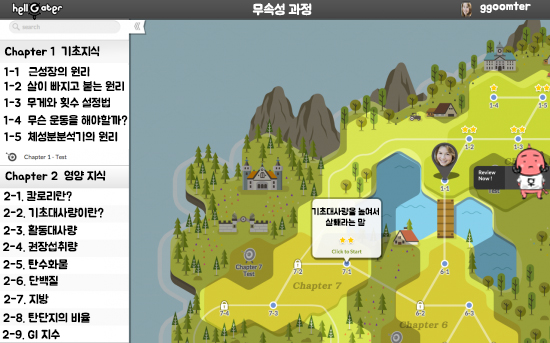 hell Gater
무속성 과정
ggoomter
search
Chapter 1 기초지식
1-1 근성장의 원리
1-2 살이 빠지고 붙는 원리
1-3 무게와 횟수 설정법
1-4 무슨 운동을 해야할까?
1-5 체성분분석기의 원리
Chapter 1 - Test
Chapter 2 - 영양 지식
2-1. 칼로리란?
2-2. 기초대사량이란?
2-3. 활동대사량
2-4. 권장섭취량
2-5. 탄수화물
2-6. 단백질
2-7. 지방
2-8. 탄단지의 비율
2-9. GI 지수
1-4
1-5
1-2
1-3
1-1
Review
Now !
기초대사량을 높여서
살빼라는 말
Click to Start
Chapter 7
Test
7-2
7-1
6-1
Chapter 7
7-4
7-3
6-2
6-3
Chapter 6